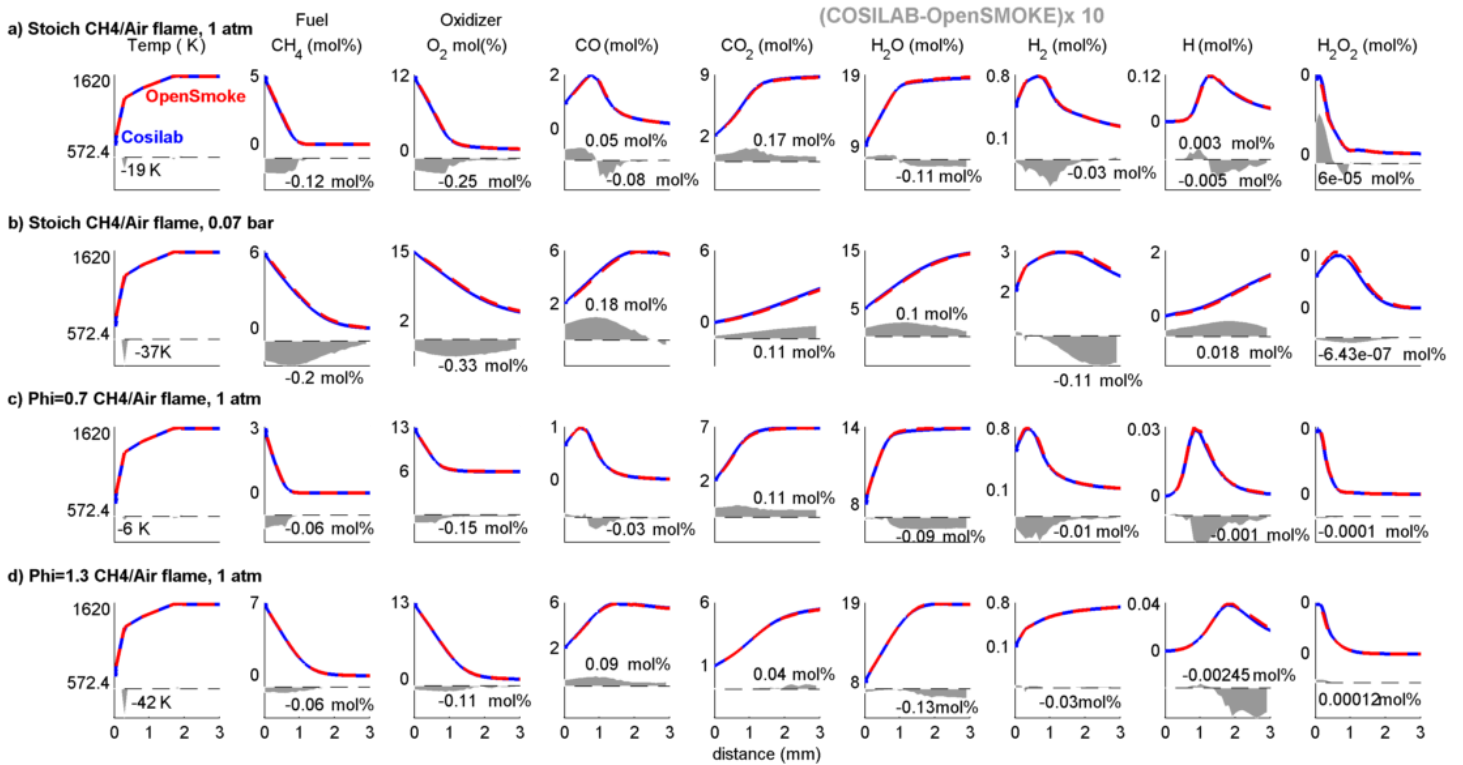 (COSILAB-OpenSMOKE)x 10
Fuel Oxidizer
a) Stoich CH4/Air flame, 1 atm
Temp ( K) CH4 (mol%) O2 mol(%) CO (mol%) CO2 (mol%) H2O (mol%) H2 (mol%) H (mol%) H2O2 (mol%)
1620 5 12 2 9 19 0.8 0.12 0
OpenSmoke
Cosilab
572.4 0 0 0 2 9 0.1 0 0
0.05 mol% 0.17 mol% 0.003
-19 K -0.12 mol% -0.25 mol% -0.08 mol% -0.11 mol% -0.03 mol% -0.005 mol% 6e-05 mol%
b) Stoich CH4/Air flame, 0.07 bar
1620 6 15 6 6 15 3 2 0
572.4 0 2 2 0 5 2 0 0
0.18 mol% 0.1 mol%
-37K -0.2 mol% -0.33 mol% 0.11 mol% -0.11 mol% 0.018 mol% -6.43e-07 mol%
c) Phi=0.7 CH4/Air flame, 1 atm
1620 3 13 1 7 14 0.8 0.03 0
572.4 0 6 0 2 8 0.1 0 0
0.11 mol%
-6 K -0.06 mol% -0.15 mol% -0.03 mol% -0.09 mol% -0.01 mol% -0.001 mol% -0.0001 mol%
d) Phi=1.3 CH4/Air flame, 1 atm
1620 7 13 6 6 19 0.8 0.04 0
572.4 0 0 2 1 8 0.1 0 0
0.09 mol% 0.04 mol% -0.00245mol%
-42 K -0.06 mol% -0.11 mol% -0.13mol% -0.03mol% 0.00012mol%
0 1 2 3 0 1 2 3 0 1 2 3 0 1 2 3 0 1 2 3 0 1 2 3 0 1 2 3 0 1 2 3 0 1 2 3
distance (mm)